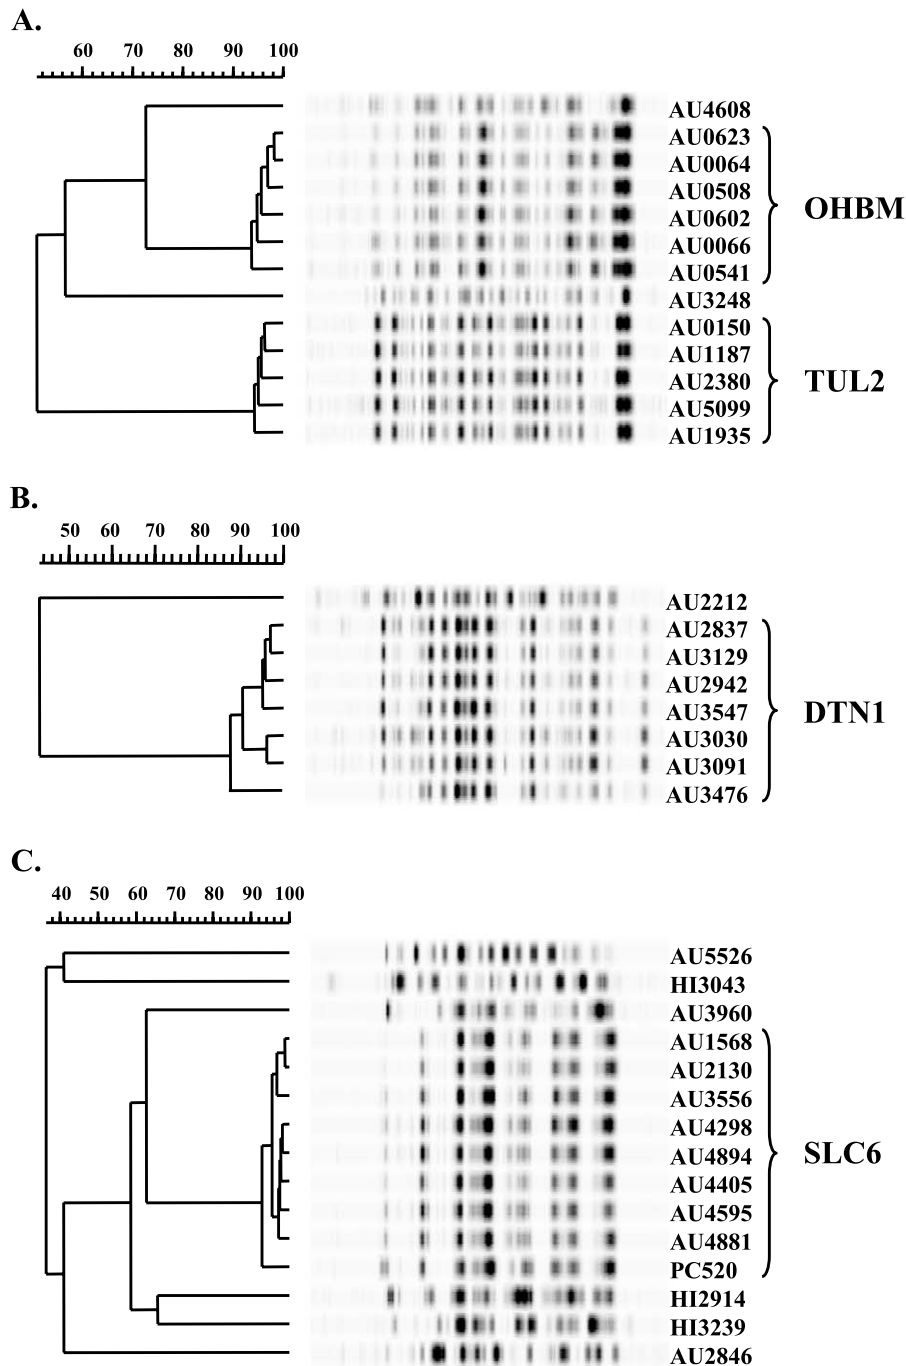 A.
60 70 80 90 100
AU4608
AU0623
AU0064
AU0508
AU0602
AU0066
AU0541
OHBM
AU3248
AU0150
AU1187
AU2380
AU5099
AU1935
TUL2
B.
50 60 70 80 90 100
AU2212
AU2837
AU3129
AU2942
AU3547
AU3030
AU3091
AU3476
DTN1
C.
40 50 60 70 80 90 100
AU5526
HI3043
AU3960
AU1568
AU2130
AU3556
AU4298
AU4894
AU4405
AU4595
AU4881
PC520
SLC6
HI2914
HI3239
AU2846